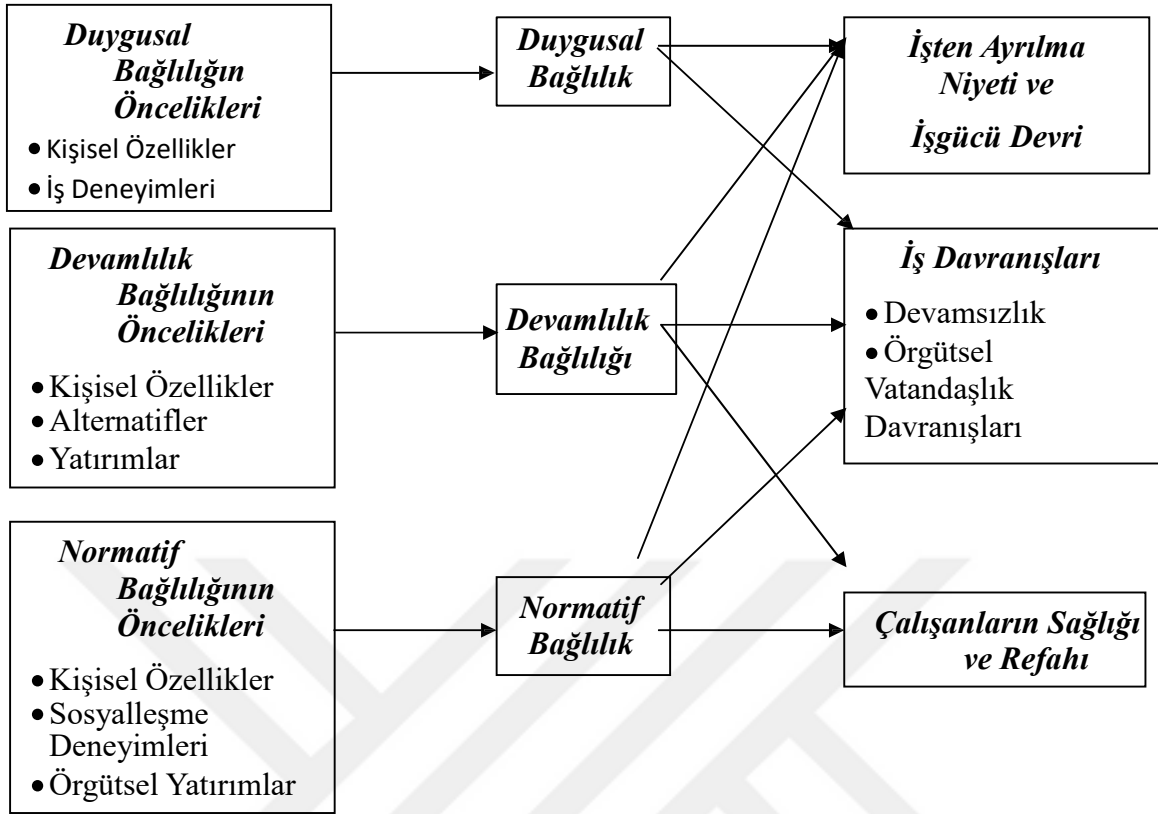 Duygusal
Bağlılığın
Öncelikleri
• Kişisel Özellikler
• İş Deneyimleri
Duygusal
Bağlılık
İşten Ayrılma
Niyeti ve
İşgücü Devri
Devamlılık
Bağlılığının
Öncelikleri
• Kişisel Özellikler
• Alternatifler
• Yatırımlar
Devamlılık
Bağlılığı
İş Davranışları
• Devamsızlık
• Örgütsel
Vatandaşlık
Davranışları
Normatif
Bağlılığının
Öncelikleri
• Kişisel Özellikler
• Sosyalleşme
Deneyimleri
• Örgütsel Yatırımlar
Normatif
Bağlılık
Çalışanların Sağlığı
ve Refahı